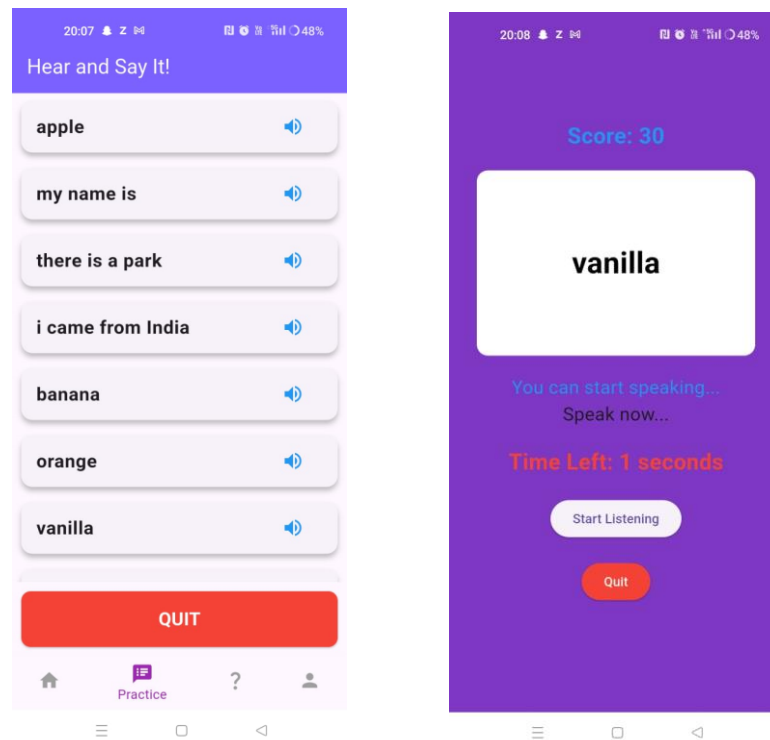 20:07 Z 48%
Hear and Say It!
apple
my name is
there is a park
i came from India
banana
orange
vanilla
QUIT
Practice
20:08 Z 48%
Score: 30
vanilla
You can start speaking...
Speak now...
Time Left: 1 seconds
Start Listening
Quit